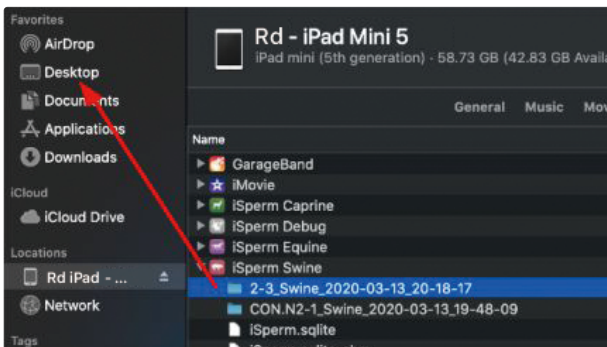 Favorites
AirDrop
Desktop
Documents
Applications
Downloads
iCloud
iCloud Drive
Locations
Rd iPad - ...
Network
Tags
Rd - iPad Mini 5
iPad mini (5th generation) · 58.73 GB (42.83 GB Availa
General Music Mov
Name
GarageBand
iMovie
iSperm Caprine
iSperm Debug
iSperm Equine
iSperm Swine
2-3_Swine_2020-03-13_20-18-17
CON.N2-1_Swine_2020-03-13_19-48-09
iSperm.sqlite